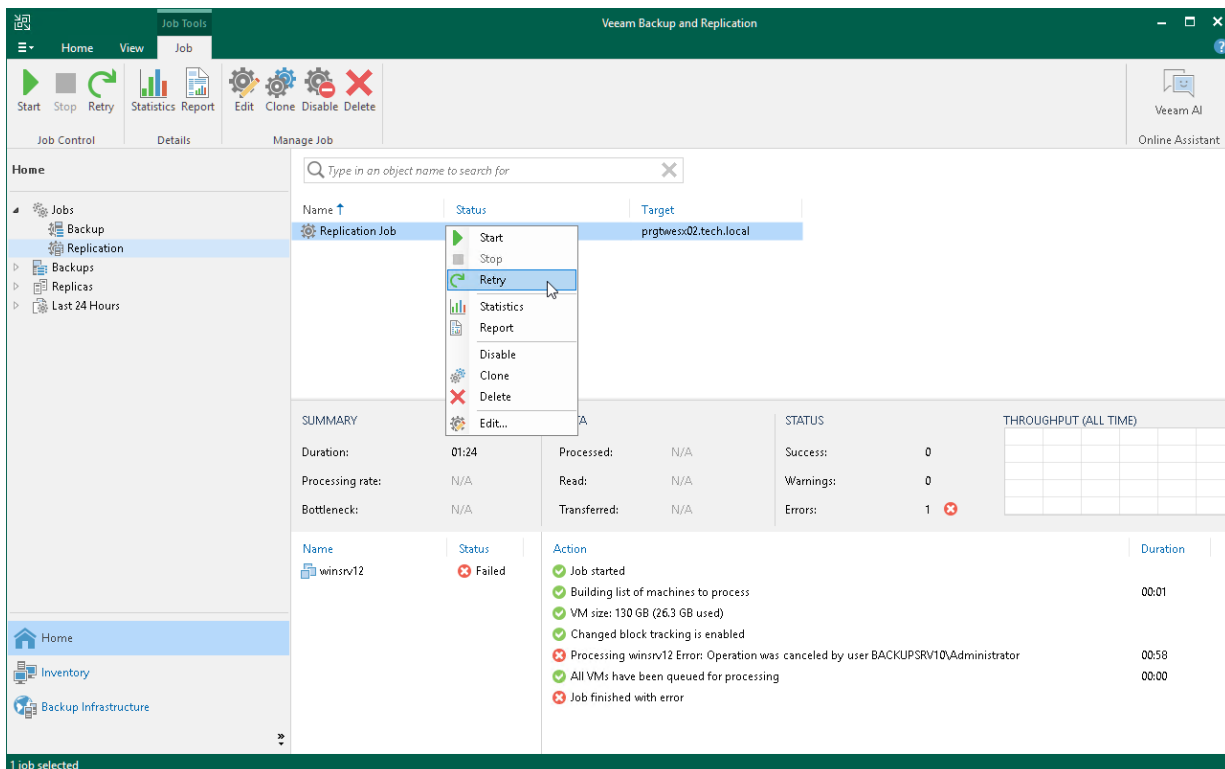 Job Tools
Veeam Backup and Replication
Home View Job
Start Stop Retry Statistics Report Edit Clone Disable Delete
Veeam AI
Job Control Details Manage Job Online Assistant
Home
Type in an object name to search for
Jobs
Backup
Replication
Backups
Replicas
Last 24 Hours
Name Status Target
Replication Job prgtwesx02.tech.local
Start
Stop
Retry
Statistics
Report
Disable
Clone
Delete
Edit...
SUMMARY TA STATUS THROUGHPUT (ALL TIME)
Duration: 01:24 Processed: N/A Success: 0
Processing rate: N/A Read: N/A Warnings: 0
Bottleneck: N/A Transferred: N/A Errors: 1
Name Status Action Duration
winsrv12 Failed Job started
Building list of machines to process 00:01
VM size: 130 GB (26.3 GB used)
Changed block tracking is enabled
Processing winsrv12 Error: Operation was canceled by user BACKUPSRV10\Administrator 00:58
All VMs have been queued for processing 00:00
Job finished with error
Home
Inventory
Backup Infrastructure
1 job selected